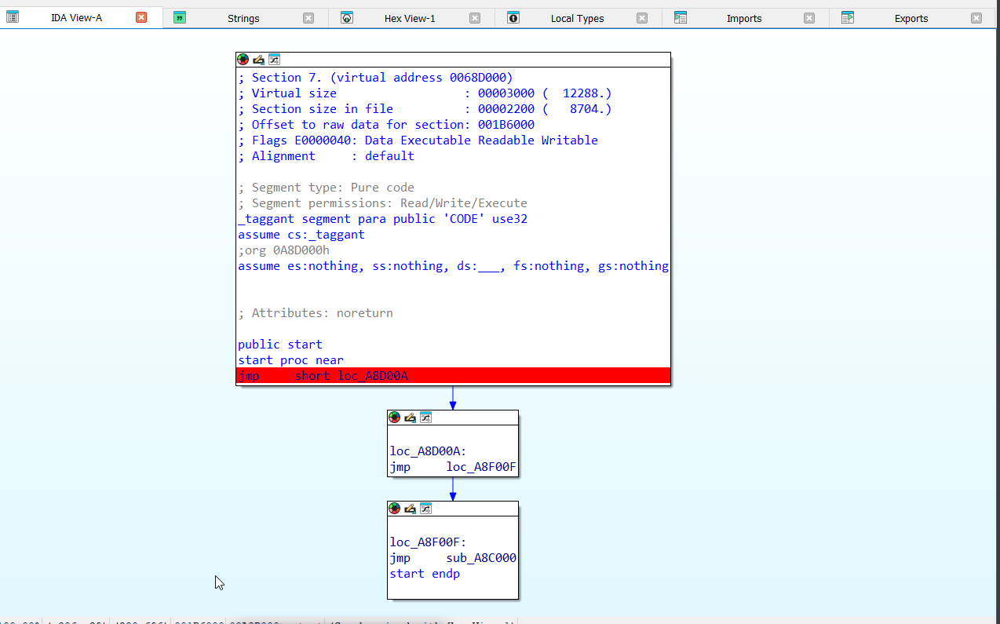 IDA View-A Strings Hex View-1 Local Types Imports Exports
; Section 7. (virtual address 0068D000)
; Virtual size                  : 00003000 (  12288.)
; Section size in file          : 00002200 (   8704.)
; Offset to raw data for section: 001B6000
; Flags E0000040: Data Executable Readable Writable
; Alignment     : default
; Segment type: Pure code
; Segment permissions: Read/Write/Execute
_taggant segment para public 'CODE' use32
assume cs:_taggant
;org 0A8D000h
assume es:nothing, ss:nothing, ds:___, fs:nothing, gs:nothing
; Attributes: noreturn
public start
start proc near
jmp     short loc_A8D00A
loc_A8D00A:
jmp     loc_A8F00F
loc_A8F00F:
jmp     sub_A8C000
start endp